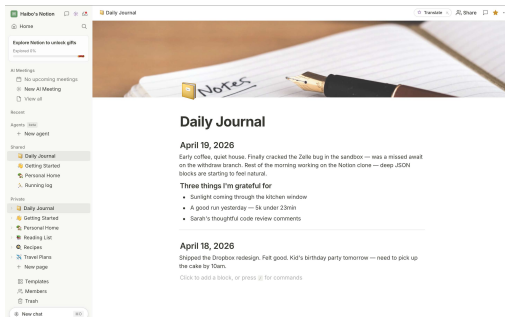 Haibo's Notion
Home
Explore Notion to unlock gifts
Explored 0%
AI Meetings
No upcoming meetings
New AI Meeting
View all
Recent
Agents beta
New agent
Shared
Daily Journal
Getting Started
Personal Home
Running log
Private
Daily Journal
Getting Started
Personal Home
Reading List
Recipes
Travel Plans
New page
Templates
Members
Trash
New chat
Daily Journal
Translate
Share
Notes
Daily Journal
April 19, 2026
Early coffee, quiet house. Finally cracked the Zelle bug in the sandbox — was a missed await
on the withdraw branch. Rest of the morning working on the Notion clone — deep JSON
blocks are starting to feel natural.
Three things I'm grateful for
Sunlight coming through the kitchen window
A good run yesterday — 5k under 23min
Sarah's thoughtful code review comments
April 18, 2026
Shipped the Dropbox redesign. Felt good. Kid's birthday party tomorrow — need to pick up
the cake by 10am.
Click to add a block, or press @ for commands